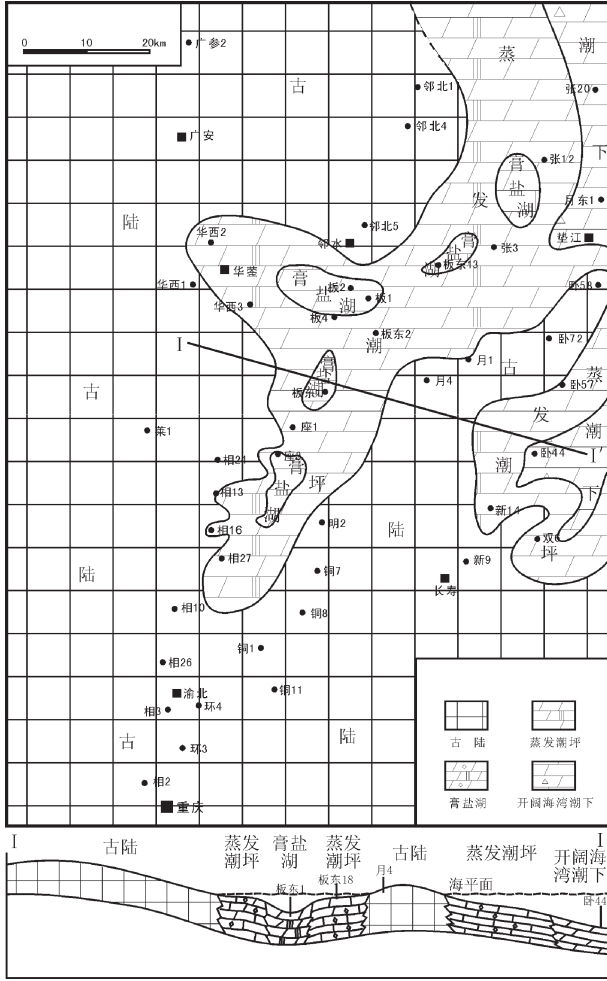 0 10 20km
广参2
古
蒸
潮
邻北1
张20
邻北4
广安
膏
盐
湖
张12
下
发
月东1
陆
华西2
邻北5
邻水
垫江
膏
盐
湖
张3
华蓥
板东13
膏
盐
湖
华西1
板2
卧58
板1
华西3
板4
板东2
潮
卧72
I
月1
古
膏
盐
湖
月4
蒸
卧57
古
发
座1
潮
莱1
卧44
I′
相24
膏
盐
湖
坪
潮
相13
下
新14
相16
明2
陆
双6
坪
相27
新9
陆
铜7
长寿
相10
铜8
铜1
相26
渝北
铜11
相3
环4
古
陆
环3
相2
重庆
古 陆
蒸发潮坪
膏盐湖
开阔海湾潮下
I
古陆
蒸发
潮坪
膏盐
湖
蒸发
潮坪
古陆
蒸发潮坪
开阔海
湾潮下
I
板东1
板东18
月4
海平面
卧44